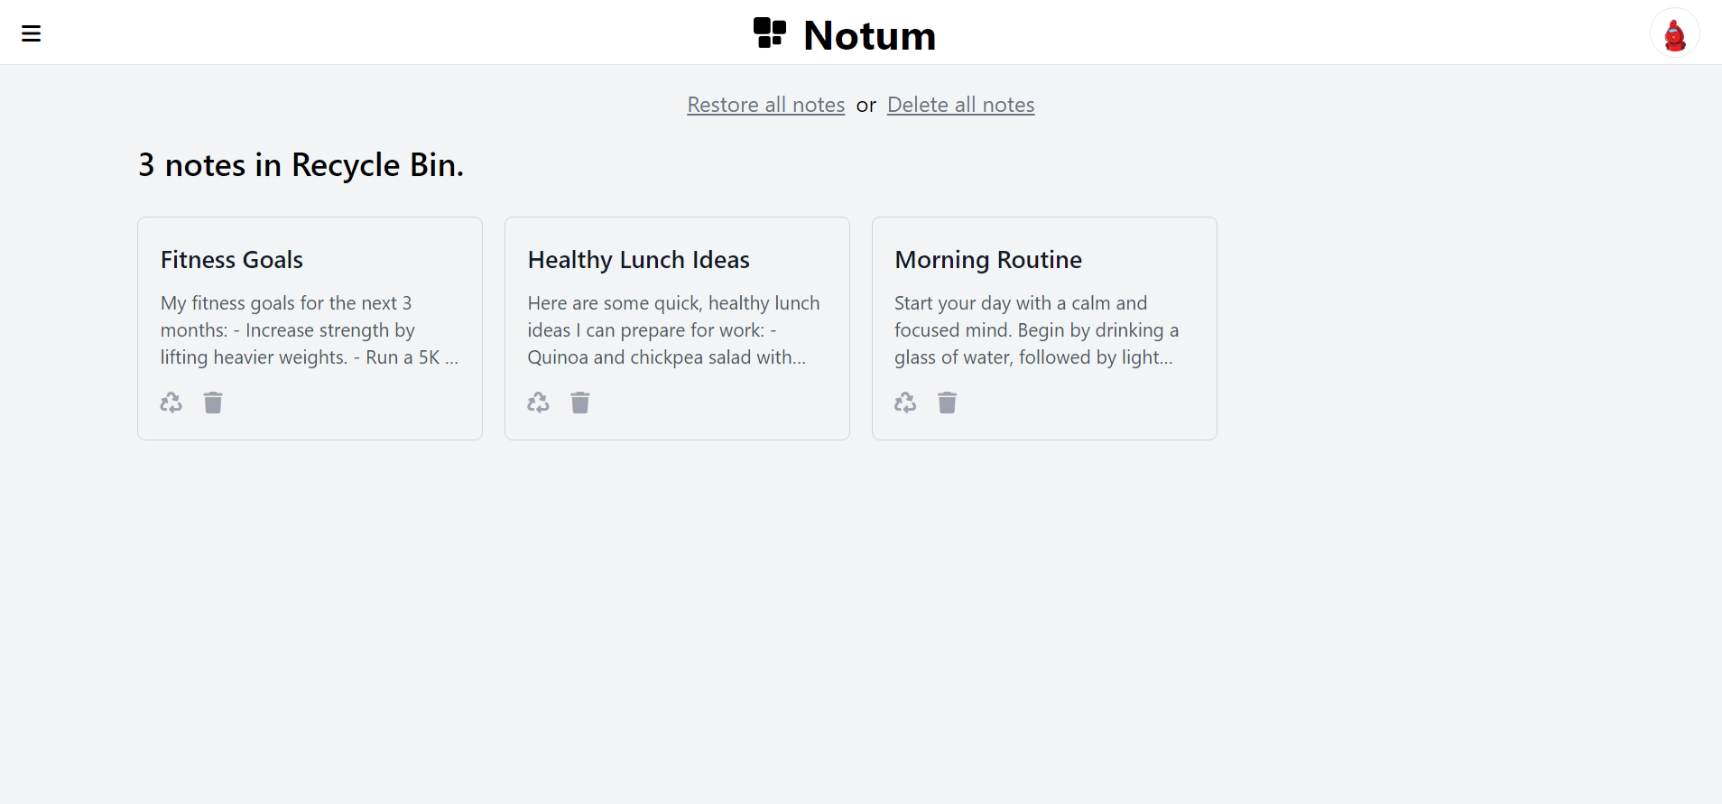 Notum
Restore all notes or Delete all notes
3 notes in Recycle Bin.
Fitness Goals
My fitness goals for the next 3
months: - Increase strength by
lifting heavier weights. - Run a 5K ...
Healthy Lunch Ideas
Here are some quick, healthy lunch
ideas I can prepare for work: -
Quinoa and chickpea salad with...
Morning Routine
Start your day with a calm and
focused mind. Begin by drinking a
glass of water, followed by light...